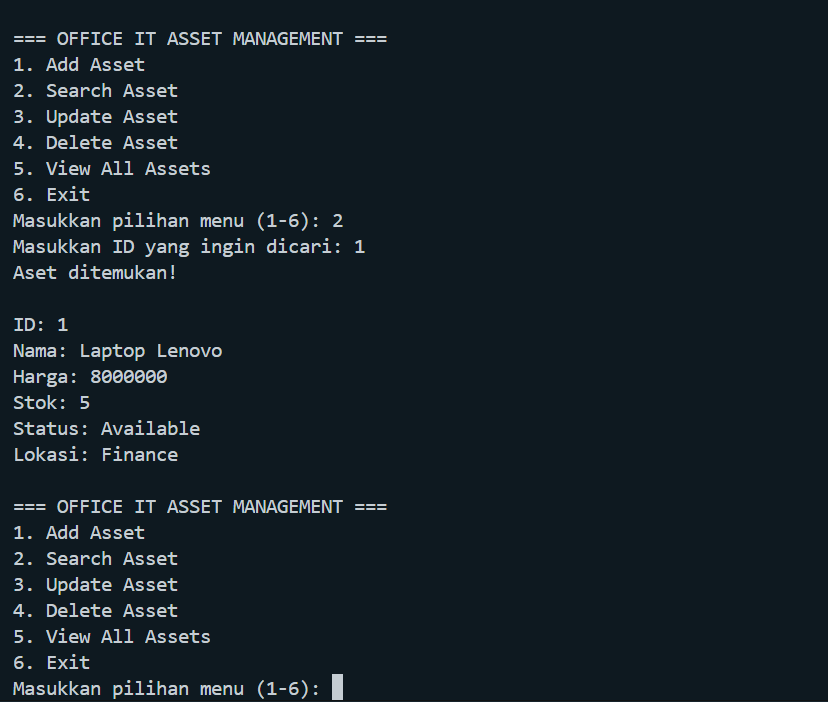 === OFFICE IT ASSET MANAGEMENT ===
1. Add Asset
2. Search Asset
3. Update Asset
4. Delete Asset
5. View All Assets
6. Exit
Masukkan pilihan menu (1-6): 2
Masukkan ID yang ingin dicari: 1
Aset ditemukan!

ID: 1
Nama: Laptop Lenovo
Harga: 8000000
Stok: 5
Status: Available
Lokasi: Finance

=== OFFICE IT ASSET MANAGEMENT ===
1. Add Asset
2. Search Asset
3. Update Asset
4. Delete Asset
5. View All Assets
6. Exit
Masukkan pilihan menu (1-6):